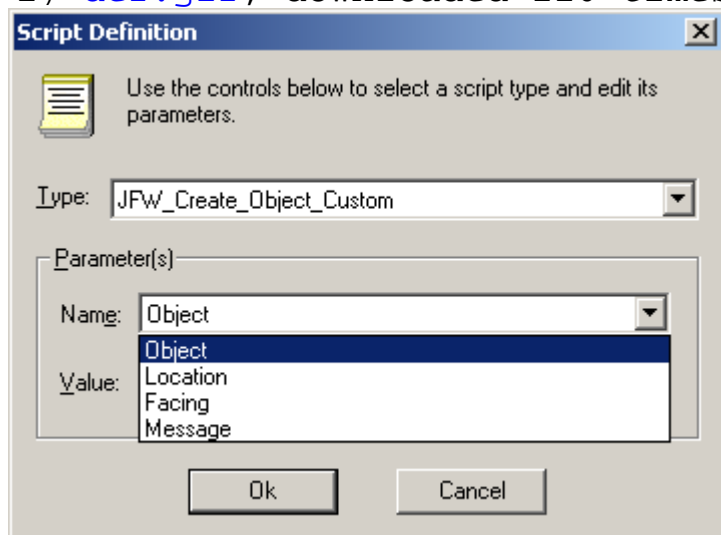 Script Definition
Use the controls below to select a script type and edit its
parameters.
Type: JFW_Create_Object_Custom
Parameter(s)
Name: Object
Object
Location
Value:
Facing
Message
Ok Cancel